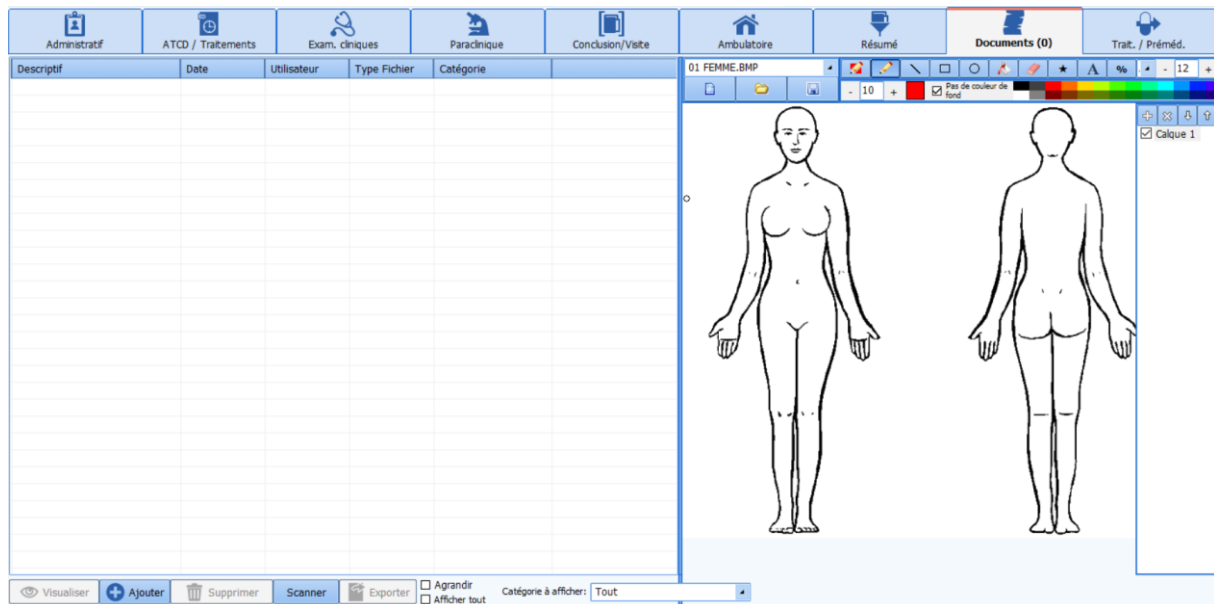 Administratif
ATCD / Traitements
Exam. cliniques
Paraclinique
Conclusion/Visite
Ambulatoire
Résumé
Documents (0)
Trait. / Préméd.
Descriptif Date Utilisateur Type Fichier Catégorie
01 FEMME.BMP
A % - 12 +
- 10 + Pas de couleur de
fond
Calque 1
Visualiser
Ajouter
Supprimer
Scanner
Exporter
Agrandir
Afficher tout
Catégorie à afficher: Tout